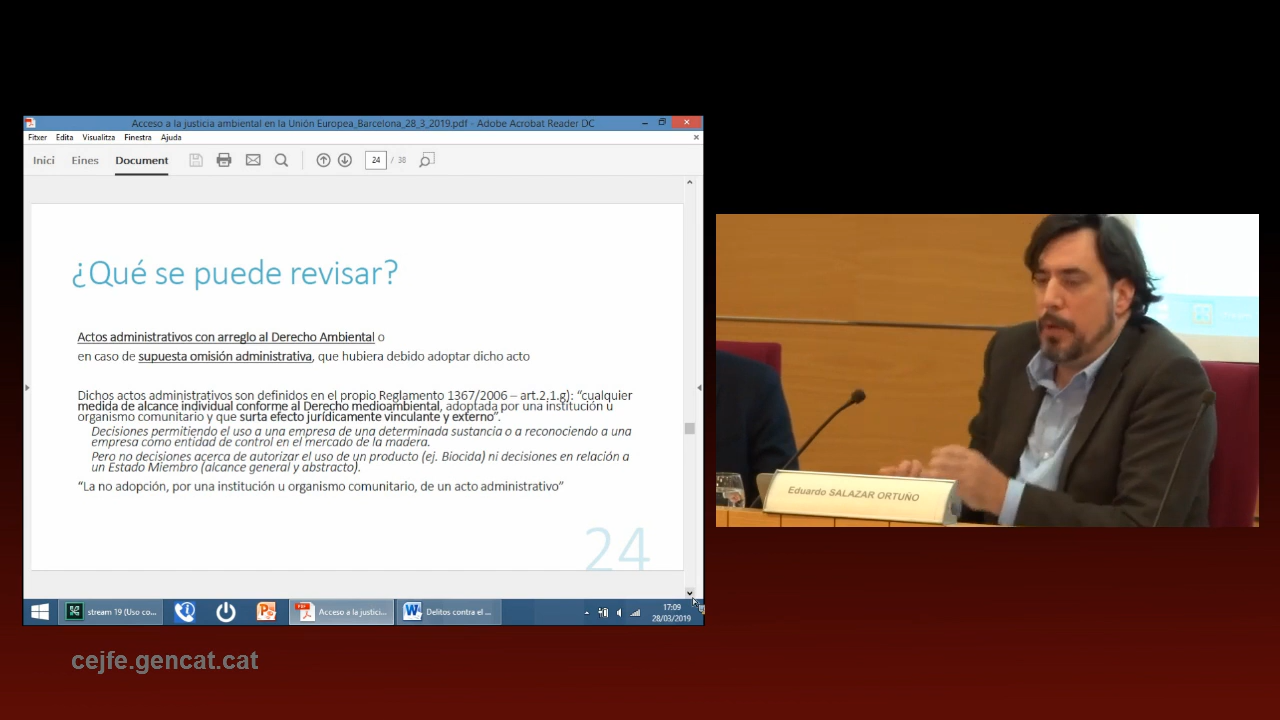 Acceso a la justicia ambiental en la Unión Europea_Barcelona_28_3_2019.pdf - Adobe Acrobat Reader DC
Fitxer Edita Visualitza Finestra Ajuda
Inici Eines Document 24 / 38
¿Qué se puede revisar?
Actos administrativos con arreglo al Derecho Ambiental o
en caso de supuesta omisión administrativa, que hubiera debido adoptar dicho acto
Dichos actos administrativos son definidos en el propio Reglamento 1367/2006 – art.2,1.g): “cualquier
medida de alcance individual conforme al Derecho medioambiental, adoptada por una institución u
organismo comunitario y que surta efecto jurídicamente vinculante y externo”.
Decisiones permitiendo el uso a una empresa de una determinada sustancia o a reconociendo a una
empresa como entidad de control en el mercado de la madera.
Pero no decisiones acerca de autorizar el uso de un producto (ej. Biocida) ni decisiones en relación a
un Estado Miembro (alcance general y abstracto).
“La no adopción, por una institución u organismo comunitario, de un acto administrativo”
24
stream 19 (Uso co... Acceso a la justici... Delitos contra el ... 17:09
28/03/2019
Eduardo SALAZAR ORTUÑO
cejfe.gencat.cat